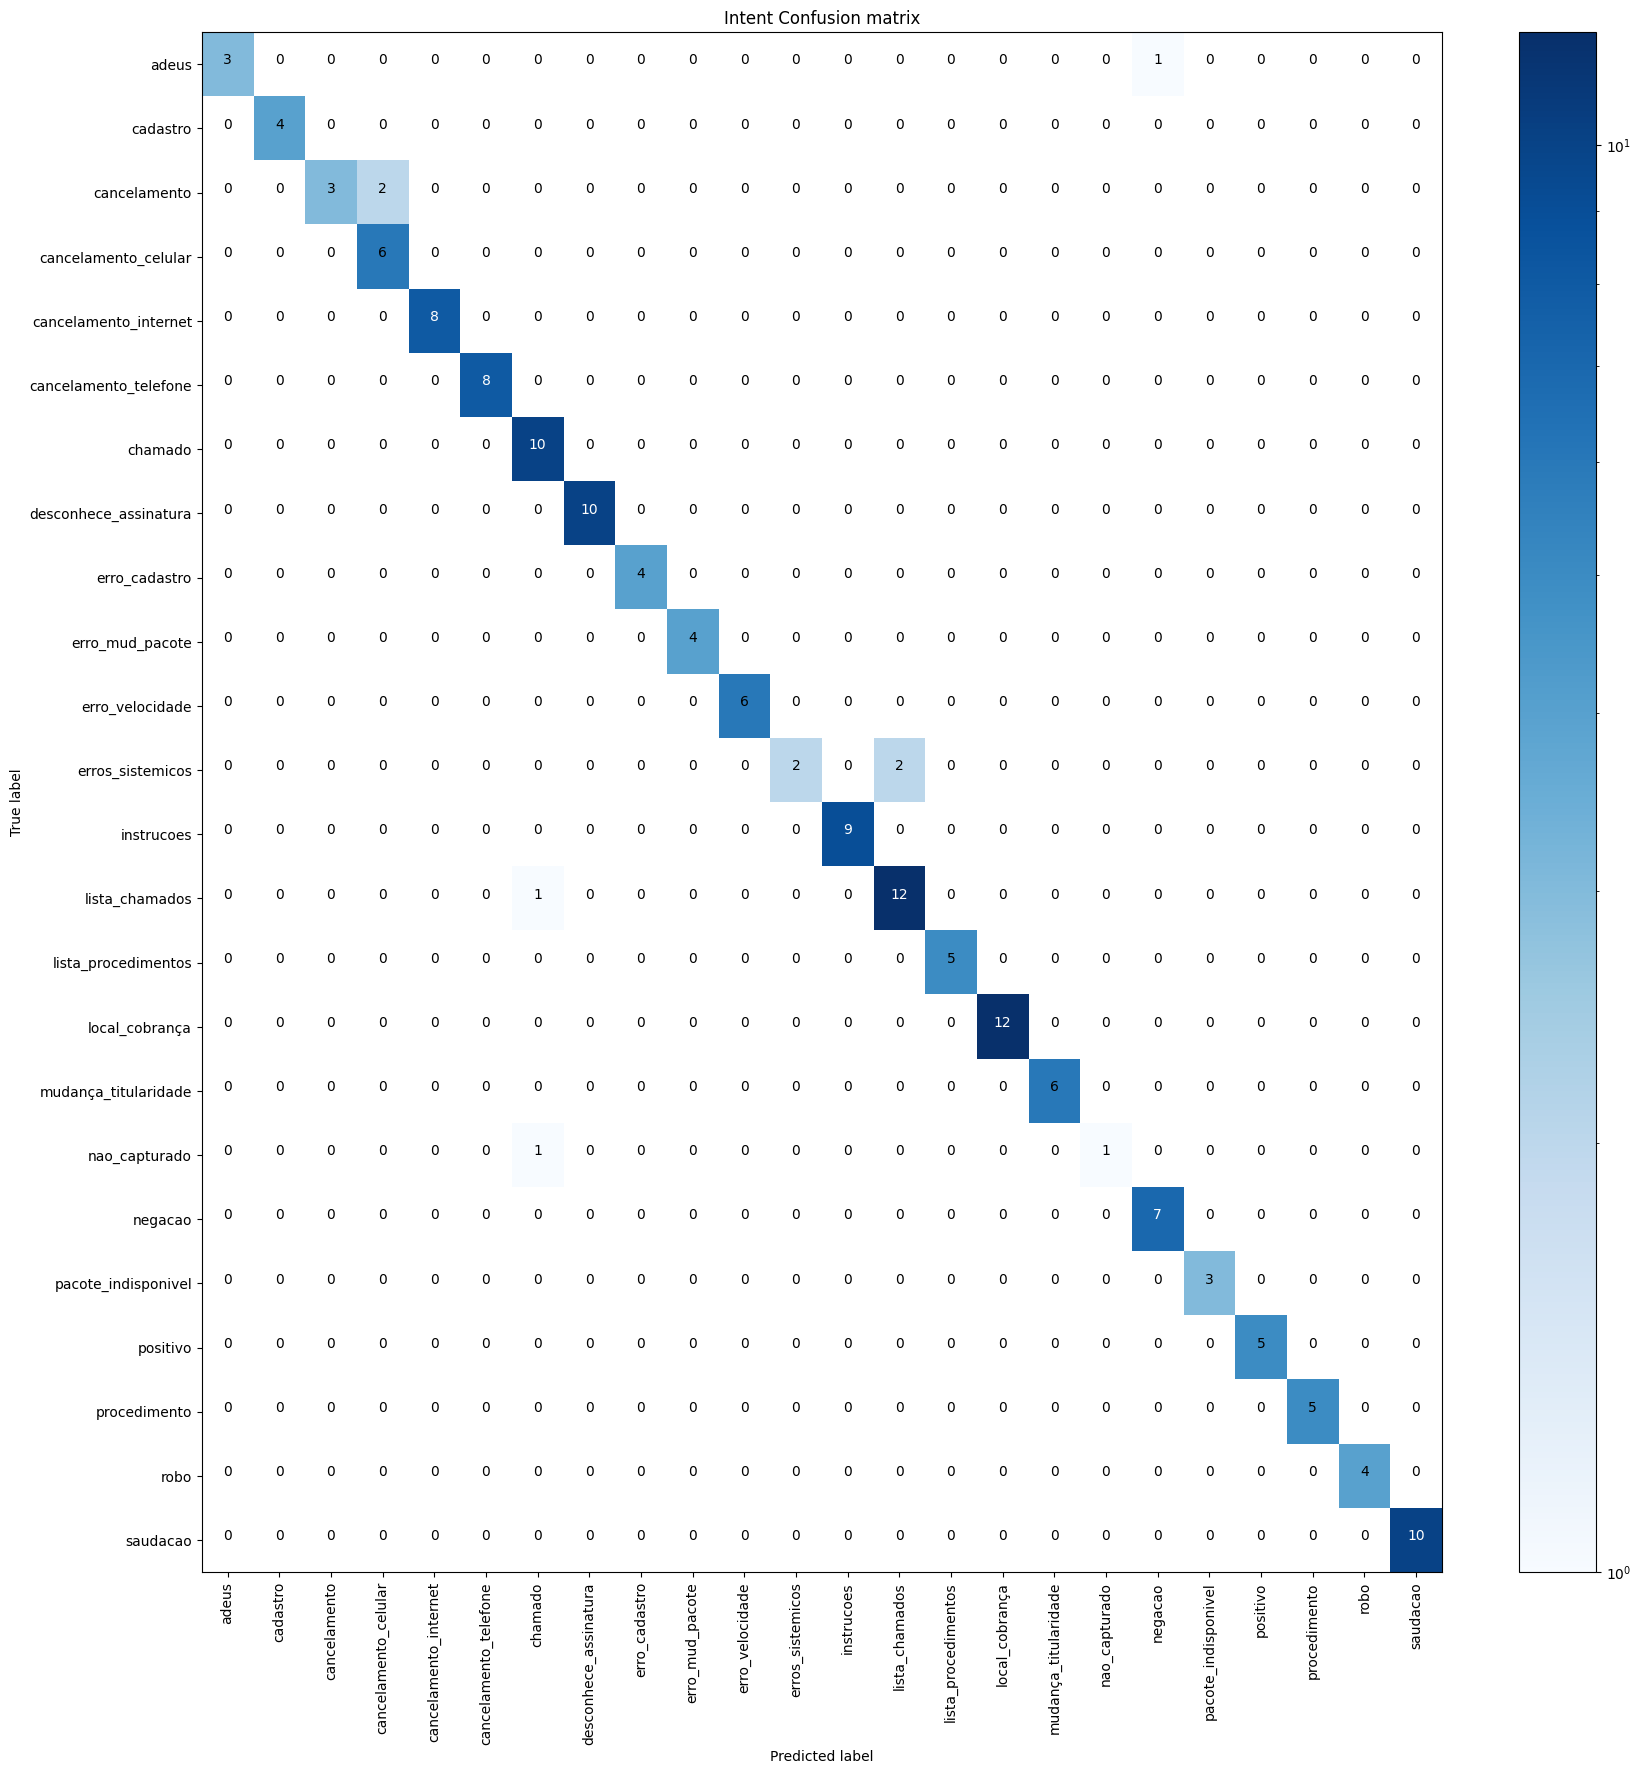 Intent Confusion matrix
adeus 3 0 0 0 0 0 0 0 0 0 0 0 0 0 0 0 0 0 1 0 0 0 0 0
cadastro 0 4 0 0 0 0 0 0 0 0 0 0 0 0 0 0 0 0 0 0 0 0 0 0
cancelamento 0 0 3 2 0 0 0 0 0 0 0 0 0 0 0 0 0 0 0 0 0 0 0 0
cancelamento_celular 0 0 0 6 0 0 0 0 0 0 0 0 0 0 0 0 0 0 0 0 0 0 0 0
cancelamento_internet 0 0 0 0 8 0 0 0 0 0 0 0 0 0 0 0 0 0 0 0 0 0 0 0
cancelamento_telefone 0 0 0 0 0 8 0 0 0 0 0 0 0 0 0 0 0 0 0 0 0 0 0 0
chamado 0 0 0 0 0 0 10 0 0 0 0 0 0 0 0 0 0 0 0 0 0 0 0 0
desconhece_assinatura 0 0 0 0 0 0 0 10 0 0 0 0 0 0 0 0 0 0 0 0 0 0 0 0
erro_cadastro 0 0 0 0 0 0 0 0 4 0 0 0 0 0 0 0 0 0 0 0 0 0 0 0
erro_mud_pacote 0 0 0 0 0 0 0 0 0 4 0 0 0 0 0 0 0 0 0 0 0 0 0 0
erro_velocidade 0 0 0 0 0 0 0 0 0 0 6 0 0 0 0 0 0 0 0 0 0 0 0 0
erros_sistemicos 0 0 0 0 0 0 0 0 0 0 0 2 0 2 0 0 0 0 0 0 0 0 0 0
instrucoes 0 0 0 0 0 0 0 0 0 0 0 0 9 0 0 0 0 0 0 0 0 0 0 0
lista_chamados 0 0 0 0 0 0 1 0 0 0 0 0 0 12 0 0 0 0 0 0 0 0 0 0
lista_procedimentos 0 0 0 0 0 0 0 0 0 0 0 0 0 0 5 0 0 0 0 0 0 0 0 0
local_cobrança 0 0 0 0 0 0 0 0 0 0 0 0 0 0 0 12 0 0 0 0 0 0 0 0
mudança_titularidade 0 0 0 0 0 0 0 0 0 0 0 0 0 0 0 0 6 0 0 0 0 0 0 0
nao_capturado 0 0 0 0 0 0 1 0 0 0 0 0 0 0 0 0 0 1 0 0 0 0 0 0
negacao 0 0 0 0 0 0 0 0 0 0 0 0 0 0 0 0 0 0 7 0 0 0 0 0
pacote_indisponivel 0 0 0 0 0 0 0 0 0 0 0 0 0 0 0 0 0 0 0 3 0 0 0 0
positivo 0 0 0 0 0 0 0 0 0 0 0 0 0 0 0 0 0 0 0 0 5 0 0 0
procedimento 0 0 0 0 0 0 0 0 0 0 0 0 0 0 0 0 0 0 0 0 0 5 0 0
robo 0 0 0 0 0 0 0 0 0 0 0 0 0 0 0 0 0 0 0 0 0 0 4 0
saudacao 0 0 0 0 0 0 0 0 0 0 0 0 0 0 0 0 0 0 0 0 0 0 0 10
True label
adeus
cadastro
cancelamento
cancelamento_celular
cancelamento_internet
cancelamento_telefone
chamado
desconhece_assinatura
erro_cadastro
erro_mud_pacote
erro_velocidade
erros_sistemicos
instrucoes
lista_chamados
lista_procedimentos
local_cobrança
mudança_titularidade
nao_capturado
negacao
pacote_indisponivel
positivo
procedimento
robo
saudacao
Predicted label
10¹
10⁰